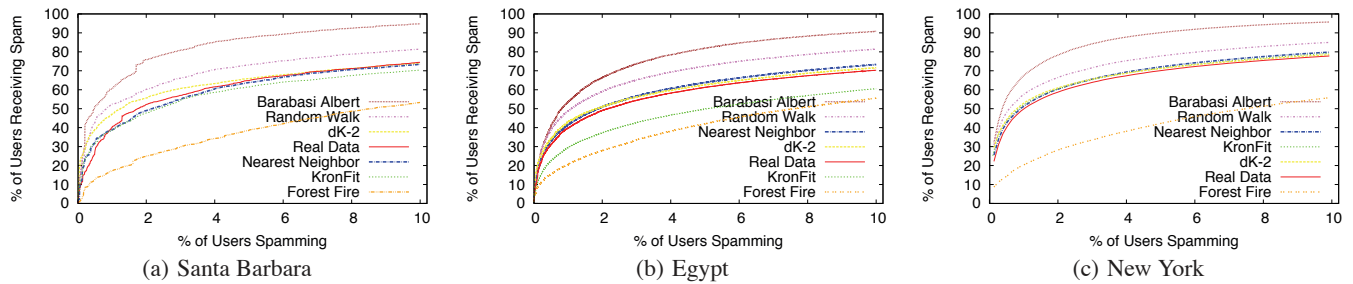 % of Users Receiving Spam
100
90
80
70
60
50
40
30
20
10
0
Barabasi Albert
Random Walk
dK-2
Real Data
Nearest Neighbor
KronFit
Forest Fire
0 2 4 6 8 10
% of Users Spamming
(a) Santa Barbara
% of Users Receiving Spam
100
90
80
70
60
50
40
30
20
10
0
Barabasi Albert
Random Walk
Nearest Neighbor
dK-2
Real Data
KronFit
Forest Fire
0 2 4 6 8 10
% of Users Spamming
(b) Egypt
% of Users Receiving Spam
100
90
80
70
60
50
40
30
20
10
0
Barabasi Albert
Random Walk
Nearest Neighbor
KronFit
dK-2
Real Data
Forest Fire
0 2 4 6 8 10
% of Users Spamming
(c) New York